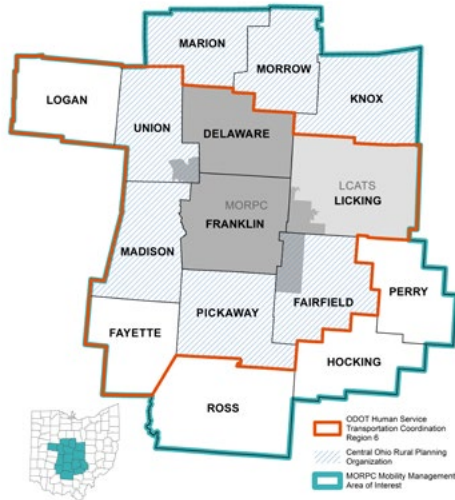 MARION
MORROW
LOGAN
KNOX
UNION
DELAWARE
LCATS
LICKING
MORPC
FRANKLIN
MADISON
PERRY
FAIRFIELD
PICKAWAY
FAYETTE
HOCKING
ROSS
ODOT Human Service
Transportation Coordination
Region 6
Central Ohio Rural Planning
Organization
MORPC Mobility Management
Area of Interest